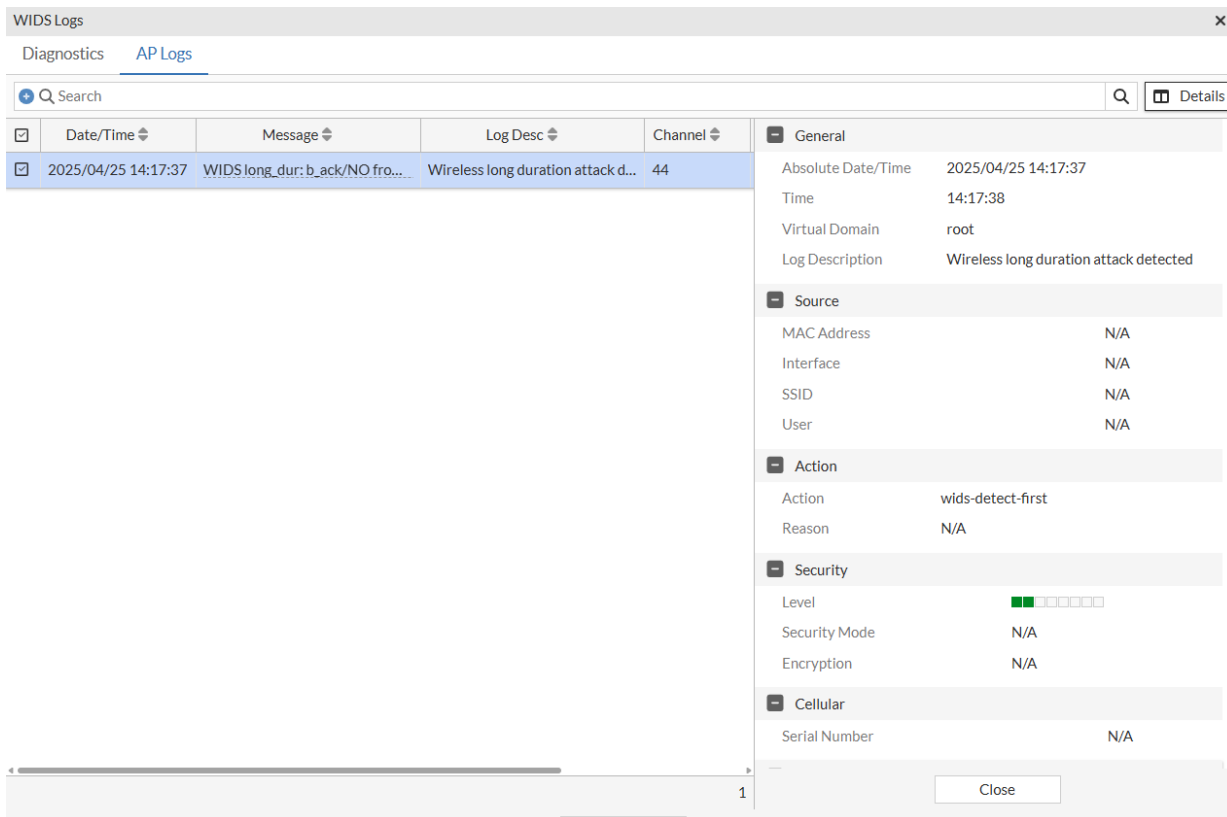 WIDS Logs
Diagnostics AP Logs
Search Details
Date/Time Message Log Desc Channel
2025/04/25 14:17:37 WIDS long_dur: b_ack/NO fro... Wireless long duration attack d... 44
General
Absolute Date/Time 2025/04/25 14:17:37
Time 14:17:38
Virtual Domain root
Log Description Wireless long duration attack detected
Source
MAC Address N/A
Interface N/A
SSID N/A
User N/A
Action
Action wids-detect-first
Reason N/A
Security
Level
Security Mode N/A
Encryption N/A
Cellular
Serial Number N/A
1
Close